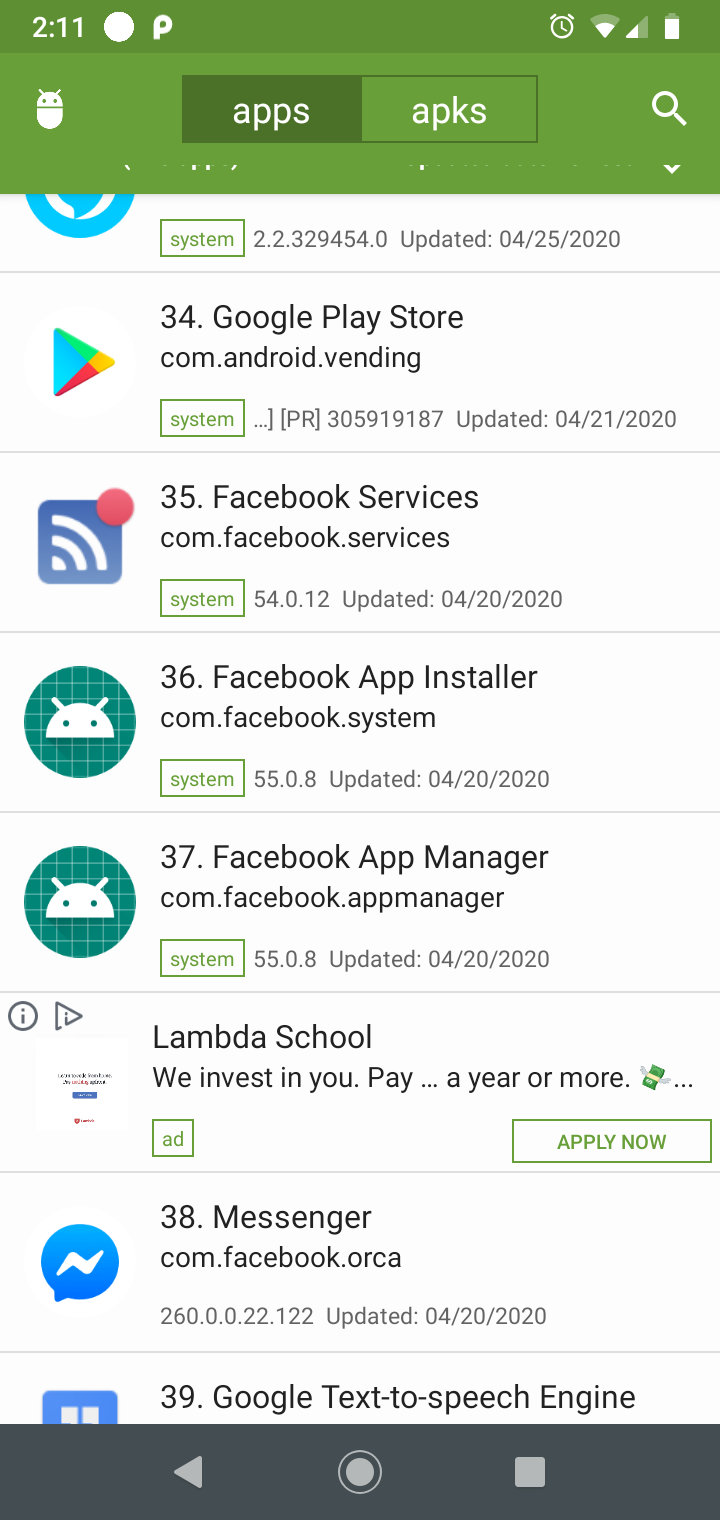 2:11
apps apks
system 2.2.329454.0 Updated: 04/25/2020
34. Google Play Store
com.android.vending
system ...] [PR] 305919187 Updated: 04/21/2020
35. Facebook Services
com.facebook.services
system 54.0.12 Updated: 04/20/2020
36. Facebook App Installer
com.facebook.system
system 55.0.8 Updated: 04/20/2020
37. Facebook App Manager
com.facebook.appmanager
system 55.0.8 Updated: 04/20/2020
Lambda School
We invest in you. Pay ... a year or more. 💸...
ad APPLY NOW
38. Messenger
com.facebook.orca
260.0.0.22.122 Updated: 04/20/2020
39. Google Text-to-speech Engine